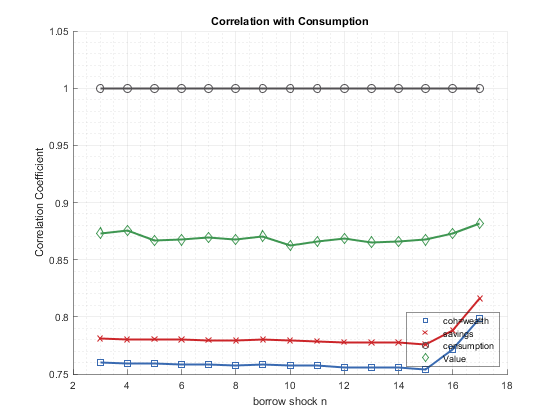 Correlation with Consumption
1.05
1
0.95
0.9
0.85
0.8
0.75
Correlation Coefficient
coh=wealth
savings
consumption
Value
2
4
6
8
10
12
14
16
18
borrow shock n